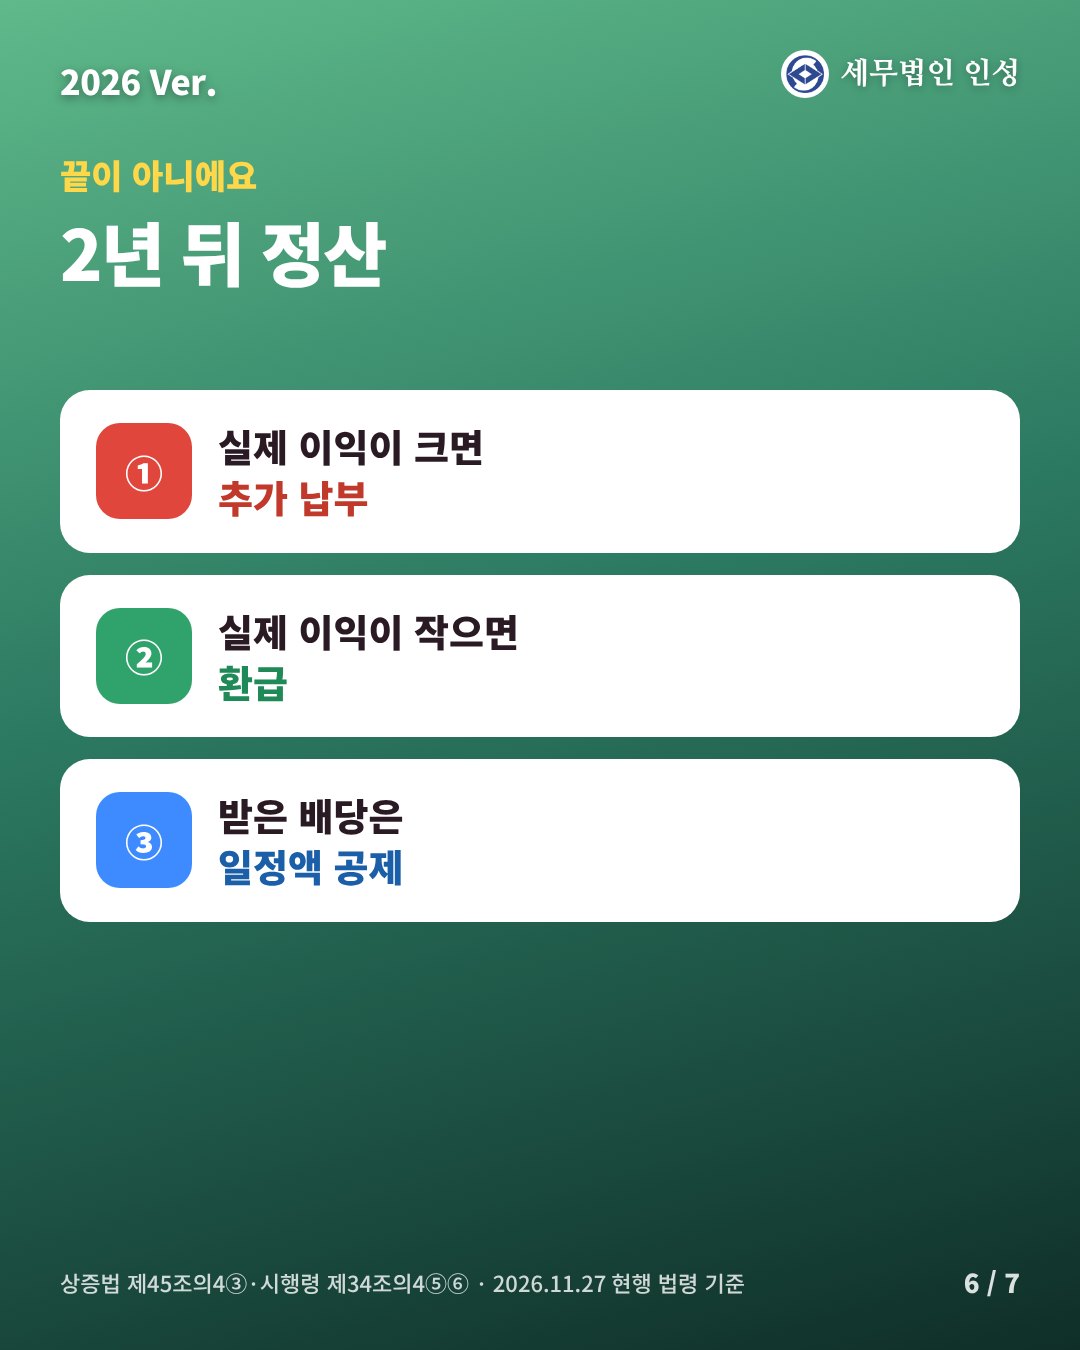 2026 Ver.
세무법인 인성
끝이 아니에요
2년 뒤 정산
①
실제 이익이 크면
추가 납부
②
실제 이익이 작으면
환급
③
받은 배당은
일정액 공제
상증법 제45조의4③·시행령 제34조의4⑤⑥ · 2026.11.27 현행 법령 기준
6 / 7